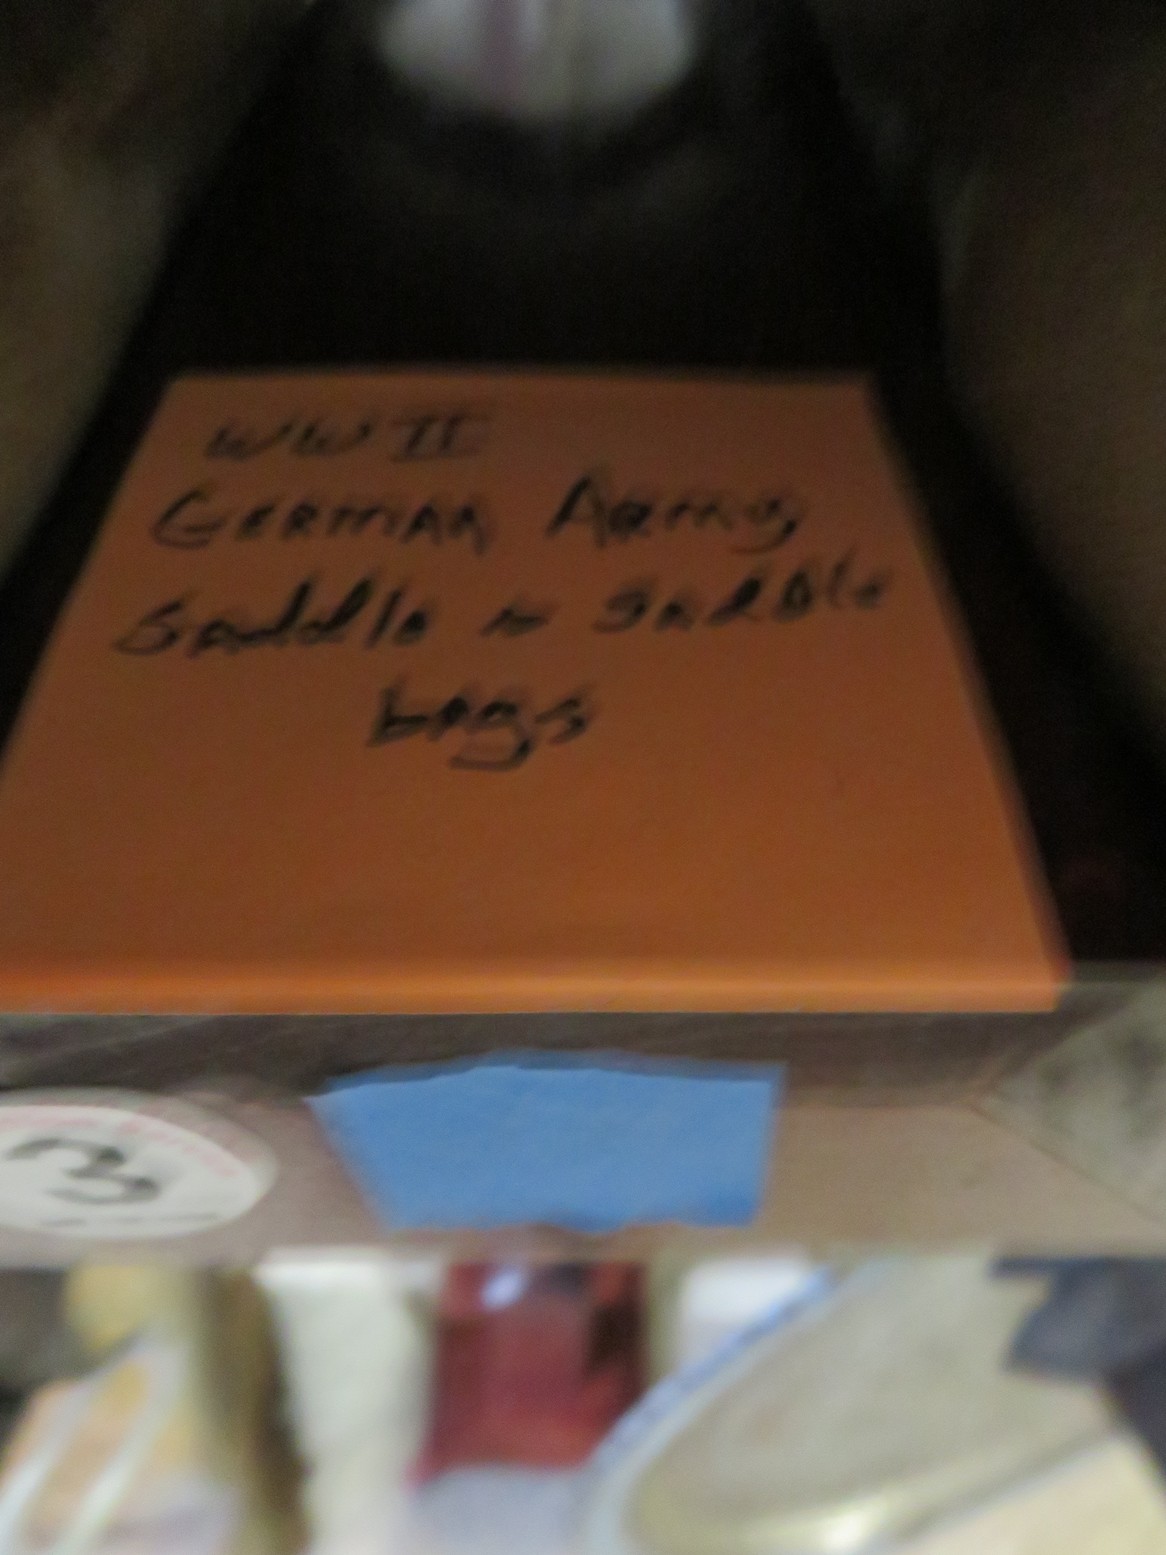 WW II
German Army
Saddle & Saddle
bags
3